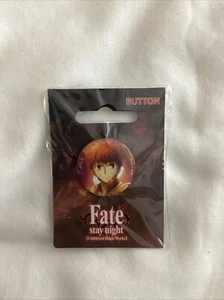 BUTTON
Fate
stay night
[Unlimited Blade Works]